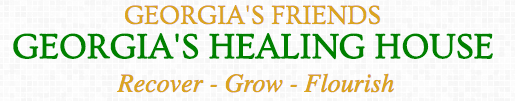 GEORGIA'S FRIENDS
GEORGIA'S HEALING HOUSE
Recover - Grow - Flourish